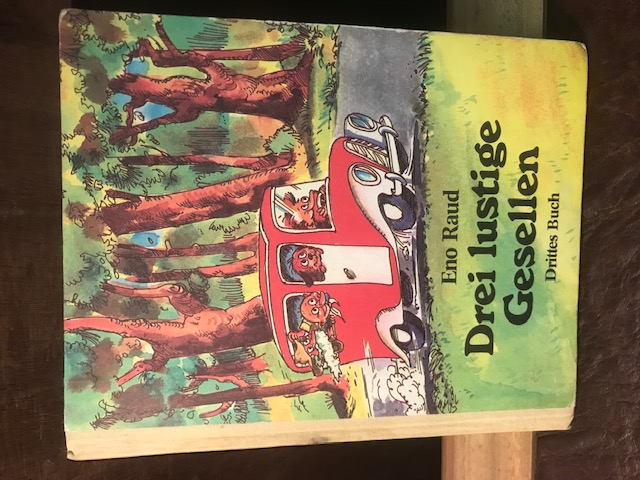 Eno Raud
Drei lustige
Gesellen
Drittes Buch